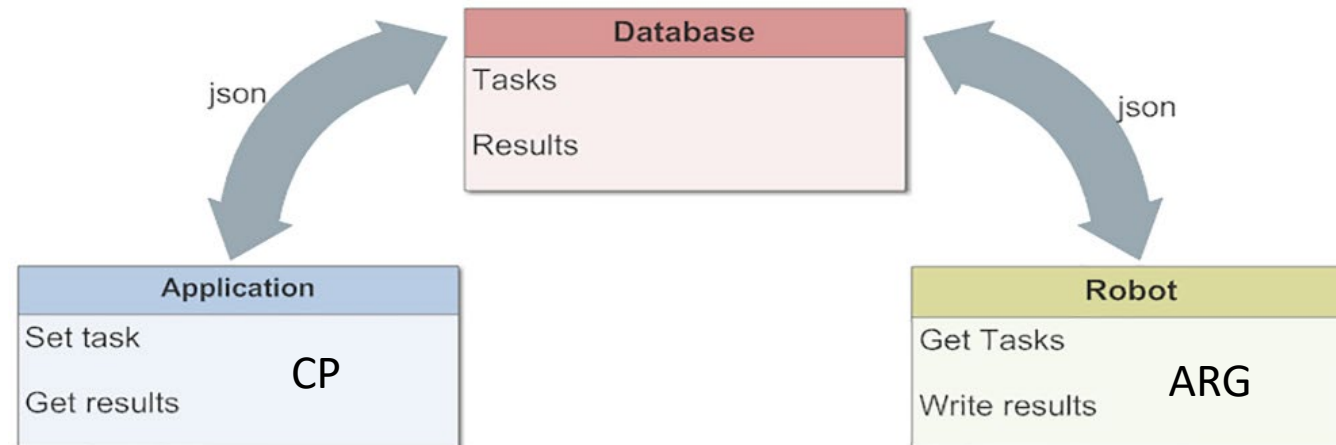 Database
json
Tasks
json
Results
Application
Set task
CP
Get results
Robot
Get Tasks
ARG
Write results